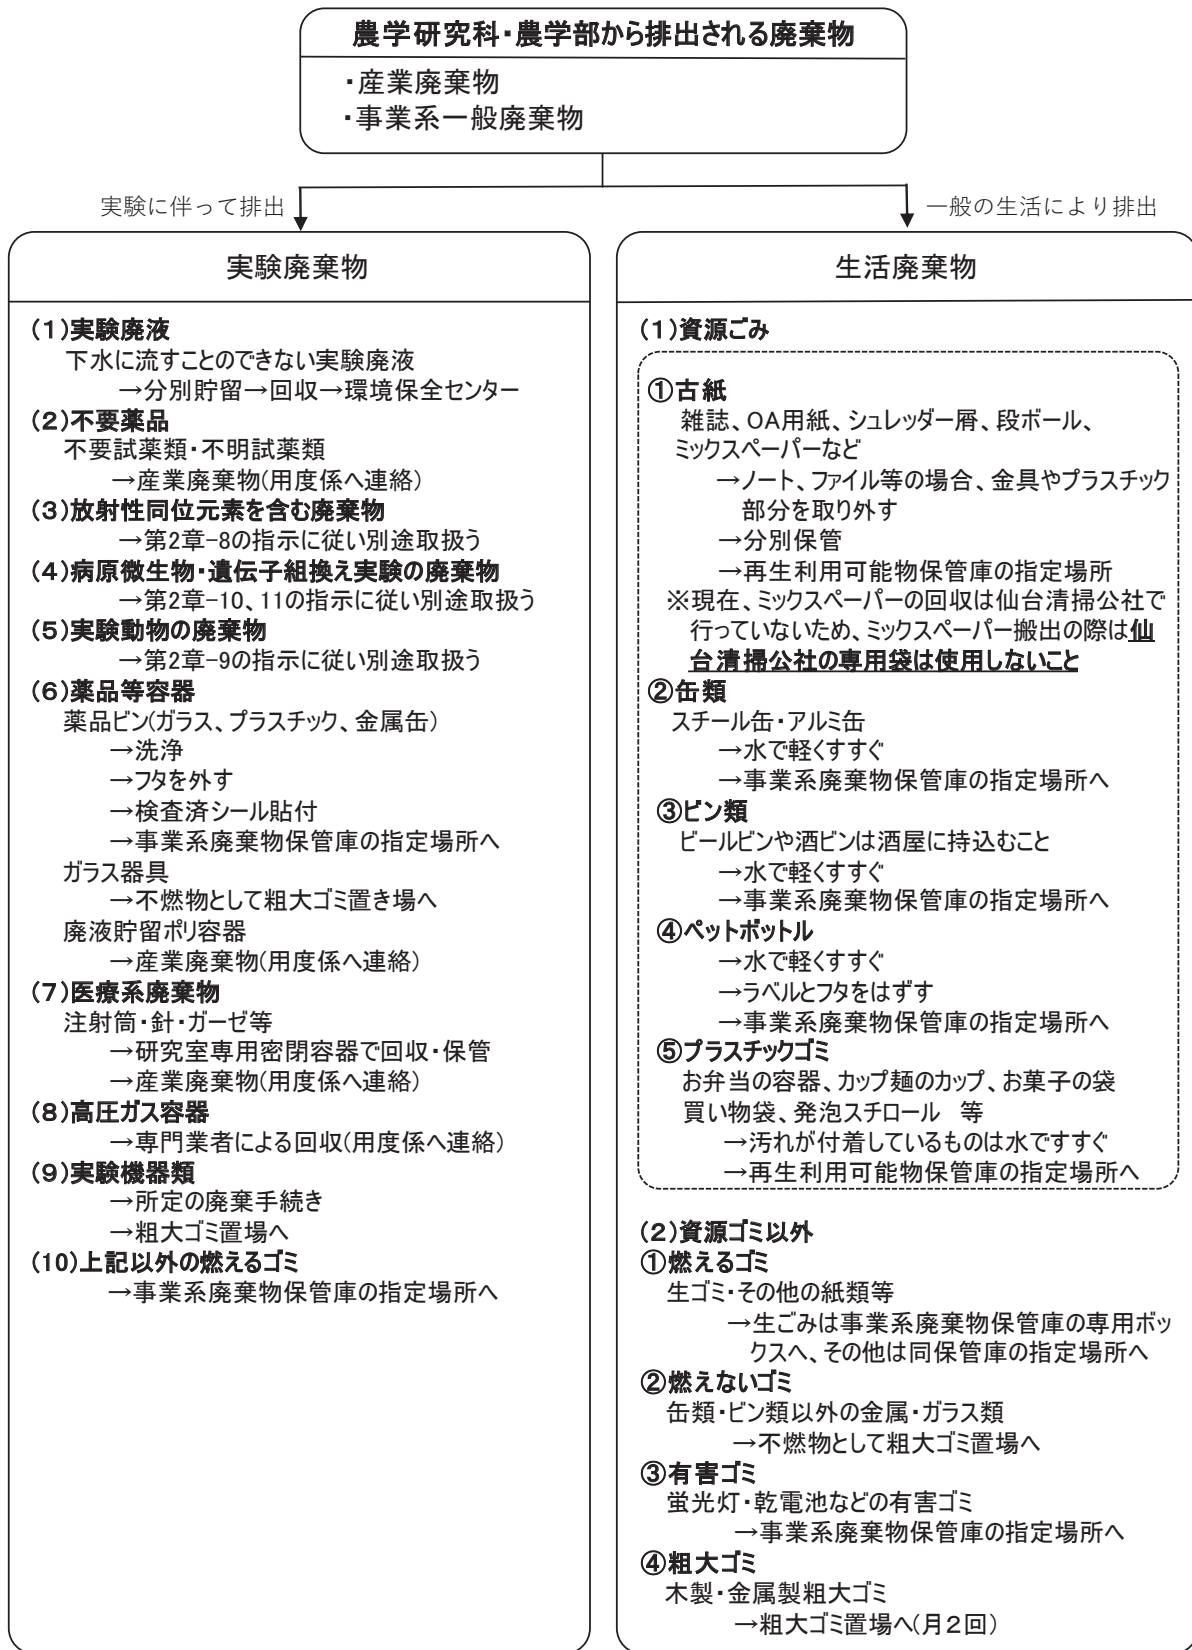 農学研究科・農学部から排出される廃棄物
・産業廃棄物
・事業系一般廃棄物
実験に伴って排出
一般の生活により排出
実験廃棄物
(1)実験廃液
下水に流すことのできない実験廃液
→分別貯留→回収→環境保全センター
(2)不要薬品
不要試薬類・不明試薬類
→産業廃棄物(用度係へ連絡)
(3)放射性同位元素を含む廃棄物
→第2章-8の指示に従い別途取扱う
(4)病原微生物・遺伝子組換え実験の廃棄物
→第2章-10、11の指示に従い別途取扱う
(5)実験動物の廃棄物
→第2章-9の指示に従い別途取扱う
(6)薬品等容器
薬品ビン(ガラス、プラスチック、金属缶)
→洗浄
→フタを外す
→検査済シール貼付
→事業系廃棄物保管庫の指定場所へ
ガラス器具
→不燃物として粗大ゴミ置き場へ
廃液貯留ポリ容器
→産業廃棄物(用度係へ連絡)
(7)医療系廃棄物
注射筒・針・ガーゼ等
→研究室専用密閉容器で回収・保管
→産業廃棄物(用度係へ連絡)
(8)高圧ガス容器
→専門業者による回収(用度係へ連絡)
(9)実験機器類
→所定の廃棄手続き
→粗大ゴミ置場へ
(10)上記以外の燃えるゴミ
→事業系廃棄物保管庫の指定場所へ
生活廃棄物
(1)資源ごみ
①古紙
雑誌、OA用紙、シュレッダー屑、段ボール、
ミックスペーパーなど
→ノート、ファイル等の場合、金具やプラスチック
部分を取り外す
→分別保管
→再生利用可能物保管庫の指定場所
※現在、ミックスペーパーの回収は仙台清掃公社で
行っていないため、ミックスペーパー搬出の際は仙
台清掃公社の専用袋は使用しないこと
②缶類
スチール缶・アルミ缶
→水で軽くすすぐ
→事業系廃棄物保管庫の指定場所へ
③ビン類
ビールビンや酒ビンは酒屋に持込むこと
→水で軽くすすぐ
→事業系廃棄物保管庫の指定場所へ
④ペットボットル
→水で軽くすすぐ
→ラベルとフタをはずす
→事業系廃棄物保管庫の指定場所へ
⑤プラスチックゴミ
お弁当の容器、カップ麺のカップ、お菓子の袋
買い物袋、発泡スチロール 等
→汚れが付着しているものは水ですすぐ
→再生利用可能物保管庫の指定場所へ
(2)資源ゴミ以外
①燃えるゴミ
生ゴミ・その他の紙類等
→生ごみは事業系廃棄物保管庫の専用ボッ
クスへ、その他は同保管庫の指定場所へ
②燃えないゴミ
缶類・ビン類以外の金属・ガラス類
→不燃物として粗大ゴミ置場へ
③有害ゴミ
蛍光灯・乾電池などの有害ゴミ
→事業系廃棄物保管庫の指定場所へ
④粗大ゴミ
木製・金属製粗大ゴミ
→粗大ゴミ置場へ(月2回)